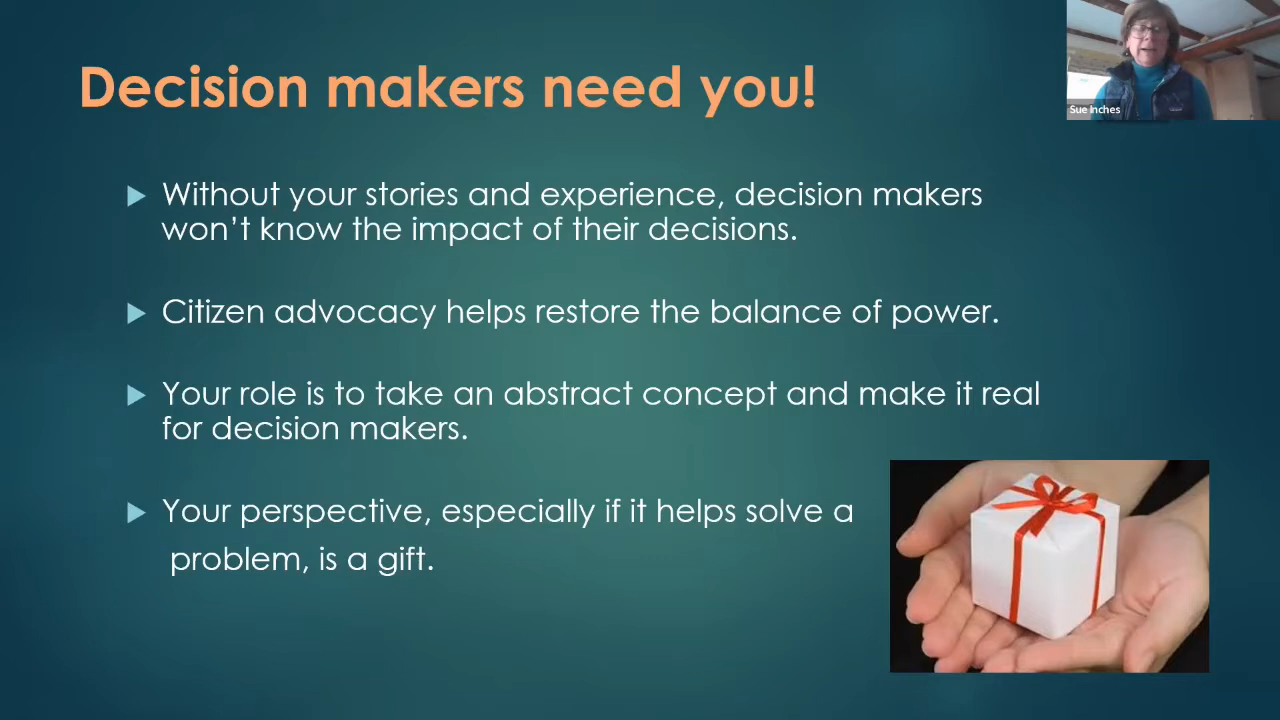 Decision makers need you!
Sue Inches
Without your stories and experience, decision makers
won't know the impact of their decisions.
Citizen advocacy helps restore the balance of power.
Your role is to take an abstract concept and make it real
for decision makers.
Your perspective, especially if it helps solve a
problem, is a gift.